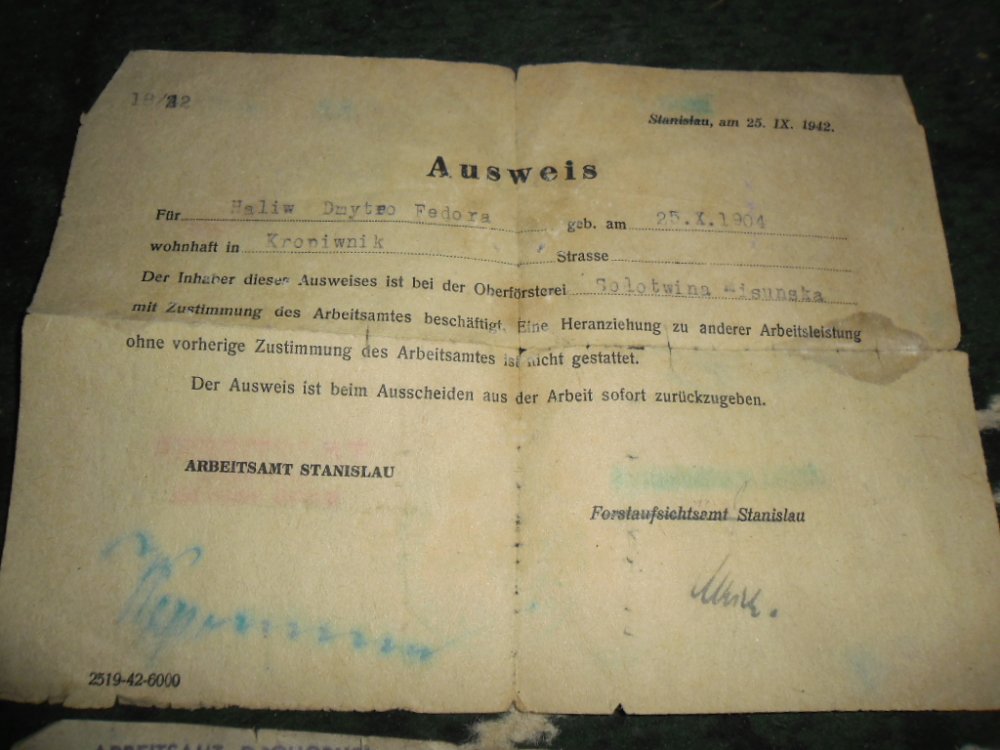 Stanislau, am 25. IX. 1942.
Ausweis
Für Haliw Dmytro Fedora geb. am 25.X.1904
wohnhaft in Kropiwnik Strasse
Der Inhaber dieses Ausweises ist bei der Oberförsterei Solotwina Misunska
mit Zustimmung des Arbeitsamtes beschäftigt. Eine Heranziehung zu anderer Arbeitsleistung
ohne vorherige Zustimmung des Arbeitsamtes ist nicht gestattet.
Der Ausweis ist beim Ausscheiden aus der Arbeit sofort zurückzugeben.
ARBEITSAMT STANISLAU
Forstaufsichtsamt Stanislau
2519-42-6000
ARBEITSAMT